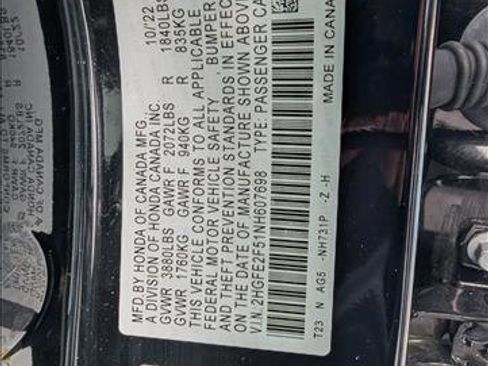 MFD.BY HONDA OF CANADA MFG. 10/22
A DIVISION OF HONDA CANADA INC.
GVWR 3880LBS GAWR F 2072LBS R 1840LBS
GVWR 1760KG GAWR F 940KG R 835KG
THIS VEHICLE CONFORMS TO ALL APPLICABLE
FEDERAL MOTOR VEHICLE SAFETY BUMPER,
AND THEFT PREVENTION STANDARDS IN EFFECT
ON THE DATE OF MANUFACTURE SHOWN ABOVE.
V.I.N. 2HGFE2F51NH607698 TYPE:PASSENGER CAR
T23 N AG5 -NH731P -Z -H
MADE IN CANADA